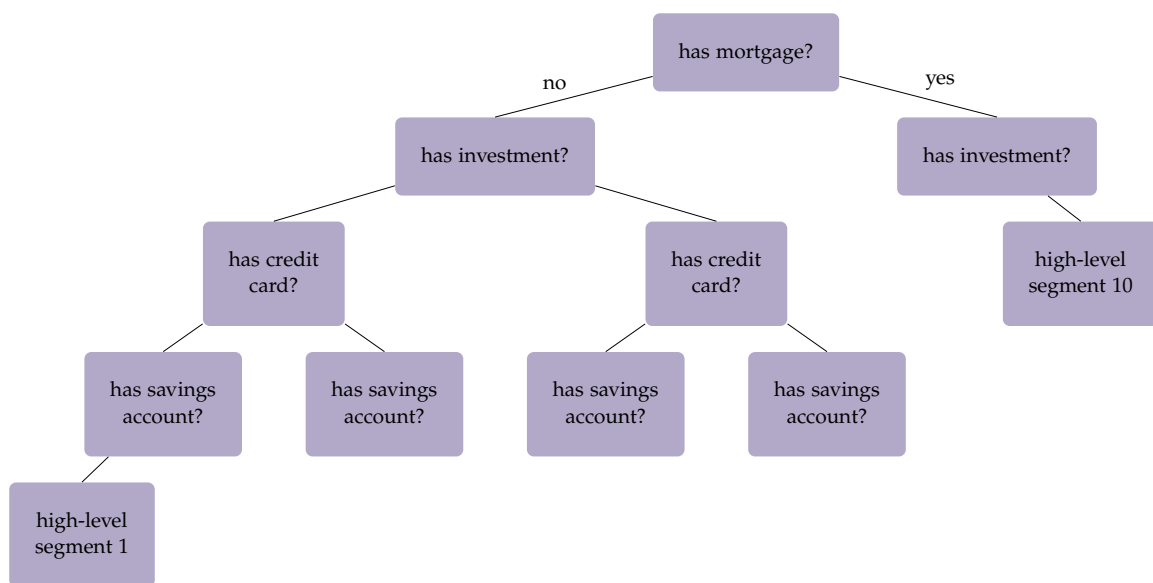 has mortgage?
no
yes
has investment?
has investment?
has credit
card?
has credit
card?
high-level
segment 10
has savings
account?
has savings
account?
has savings
account?
has savings
account?
high-level
segment 1